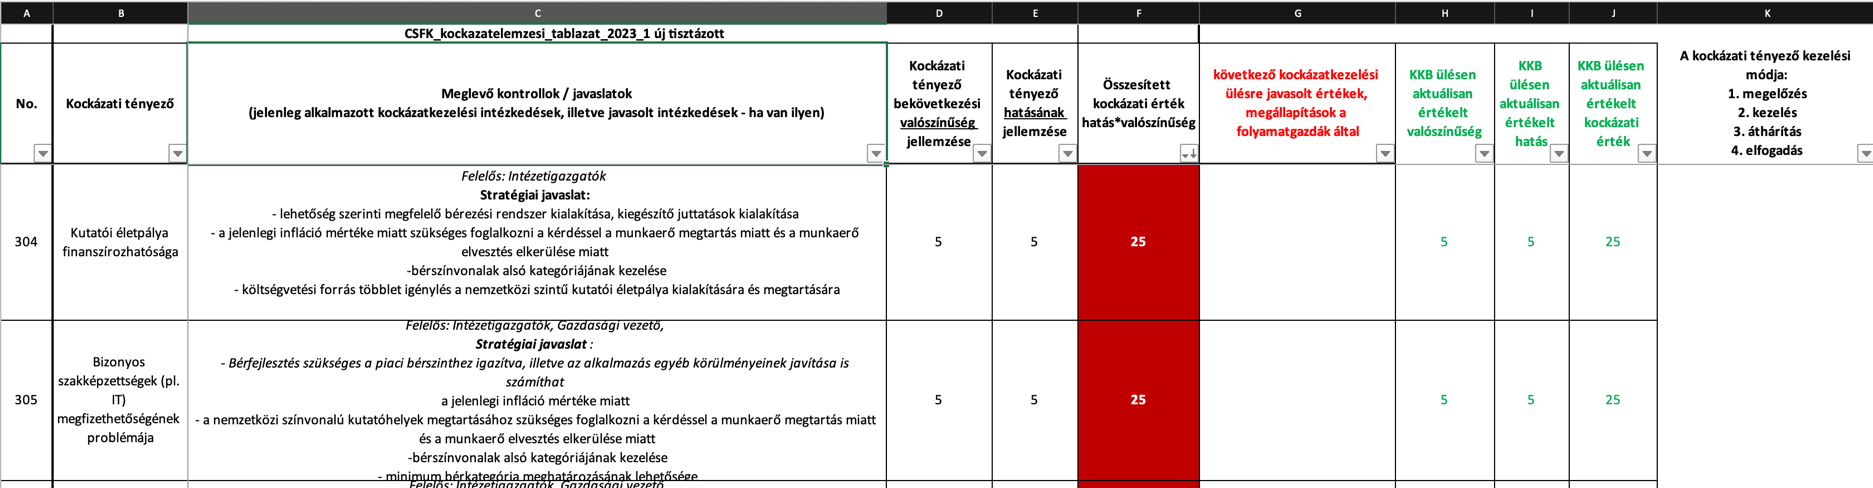 A B C D E F G H I J K
CSFK_kockazatelemzesi_tablazat_2023_1 új tisztázott
No.
Kockázati tényező
Meglevő kontrollok / javaslatok
(jelenleg alkalmazott kockázatkezelési intézkedések, illetve javasolt intézkedések - ha van ilyen)
Kockázati
tényező
bekövetkezési
valószínűség
jellemzése
Kockázati
tényező
hatásának
jellemzése
Összesített
kockázati érték
hatás*valószínűség
következő kockázatkezelési
ülésre javasolt értékek,
megállapítások a
folyamatgazdák által
KKB ülésen
aktuálisan
értékelt
valószínűség
KKB
ülésen
aktuálisan
értékelt
hatás
KKB ülésen
aktuálisan
értékelt
kockázati
érték
A kockázati tényező kezelési
módja:
1. megelőzés
2. kezelés
3. áthárítás
4. elfogadás
304
Kutatói életpálya
finanszírozhatósága
Felelős: Intézetigazgatók
Stratégiai javaslat:
- lehetőség szerinti megfelelő bérezési rendszer kialakítása, kiegészítő juttatások kialakítása
- a jelenlegi infláció mértéke miatt szükséges foglalkozni a kérdéssel a munkaerő megtartás miatt és a munkaerő
elvesztés elkerülése miatt
-bérszínvonalak alsó kategóriájának kezelése
- költségvetési forrás többlet igénylés a nemzetközi szintű kutatói életpálya kialakítására és megtartására
5
5
25
5
5
25
305
Bizonyos
szakképzettségek (pl.
IT)
megfizethetőségének
problémája
Felelős: Intézetigazgatók, Gazdasági vezető,
Stratégiai javaslat :
- Bérfejlesztés szükséges a piaci bérszinthez igazítva, illetve az alkalmazás egyéb körülményeinek javítása is
számíthat
a jelenlegi infláció mértéke miatt
- a nemzetközi színvonalú kutatóhelyek megtartásához szükséges foglalkozni a kérdéssel a munkaerő megtartás miatt
és a munkaerő elvesztés elkerülése miatt
-bérszínvonalak alsó kategóriájának kezelése
- minimum bérkategória meghatározásának lehetősége
5
5
25
5
5
25
Felelős: Intézetigazgatók, Gazdasági vezető